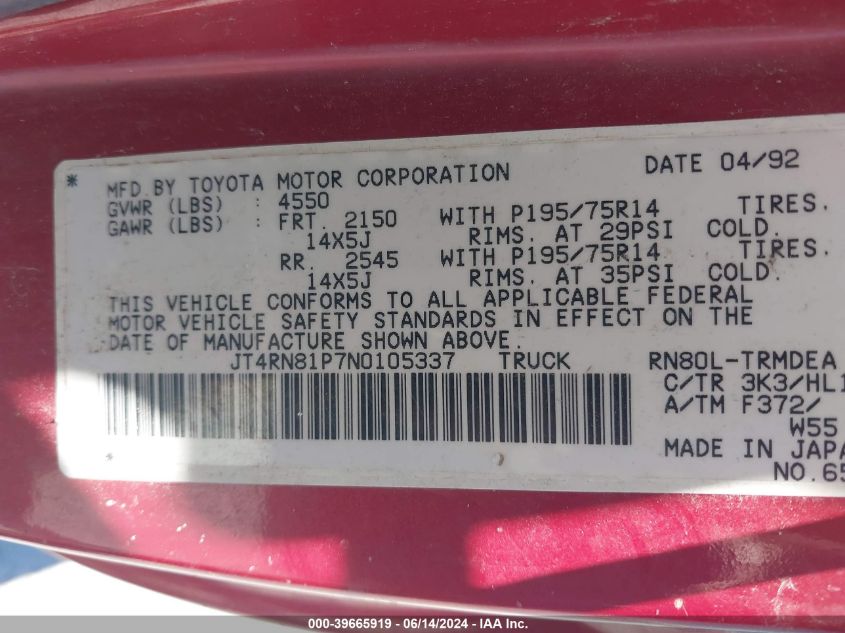 * MFD. BY TOYOTA MOTOR CORPORATION DATE 04/92
GVWR (LBS) : 4550
GAWR (LBS) : FRT. 2150 WITH P195/75R14 TIRES.
14X5J RIMS. AT 29PSI COLD.
RR. 2545 WITH P195/75R14 TIRES.
14X5J RIMS. AT 35PSI COLD.
THIS VEHICLE CONFORMS TO ALL APPLICABLE FEDERAL
MOTOR VEHICLE SAFETY STANDARDS IN EFFECT ON THE
DATE OF MANUFACTURE SHOWN ABOVE.
JT4RN81P7N0105337 TRUCK RN80L-TRMDEA
C/TR 3K3/HL1
A/TM F372/
W55
MADE IN JAPA
NO.65
000-39665919 - 06/14/2024 - IAA Inc.